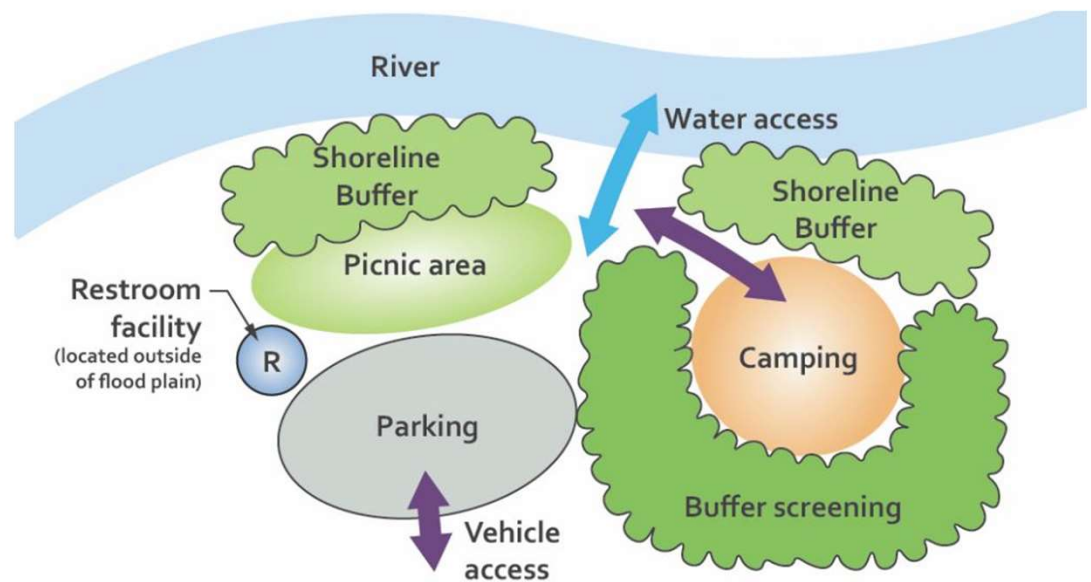 River
Water access
Shoreline
Buffer
Shoreline
Buffer
Picnic area
Restroom
facility
(located outside
of flood plain)
R
Camping
Parking
Buffer screening
Vehicle
access